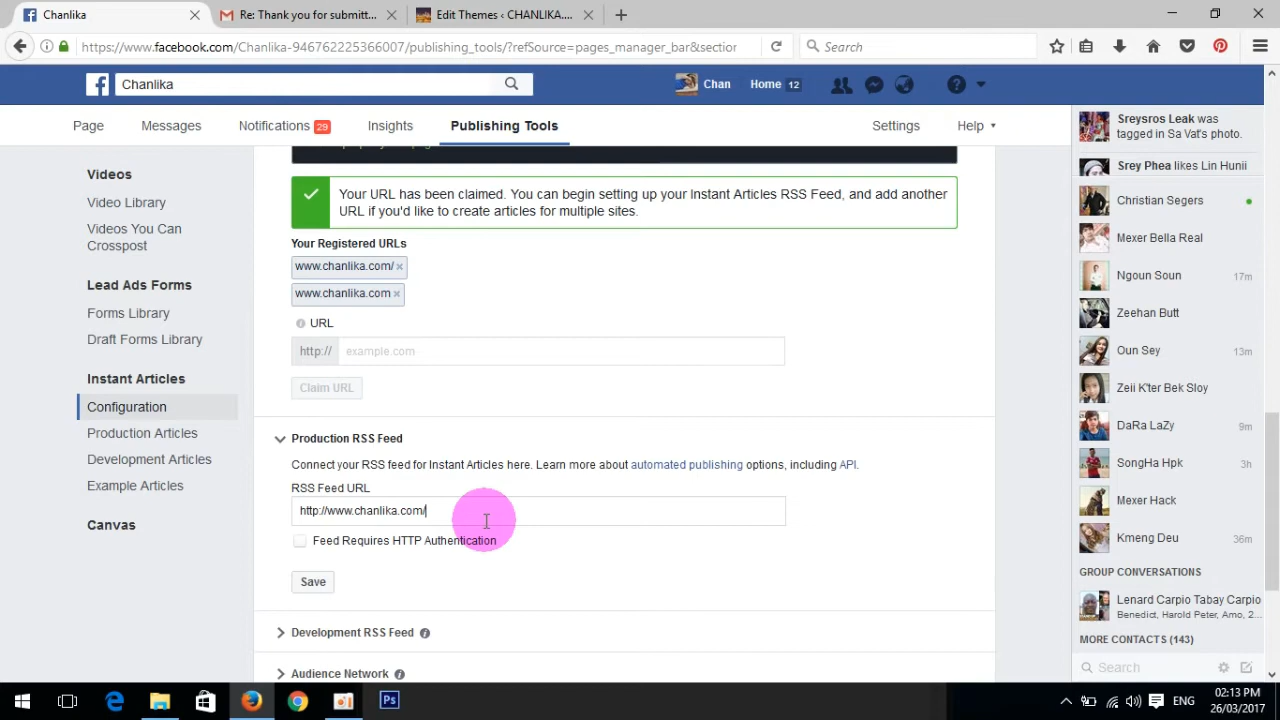 Facebook
Re: Thank you for submitt...
Edit Themes ‹ CHANLIKA....
https://www.facebook.com/Chanlika-946762225366007/publishing_tools/?refSource=pages_manager_bar&section
Search
Chanlika
Chan
Home 12
Page
Messages
Notifications 29
Insights
Publishing Tools
Settings
Help
Videos
Video Library
Videos You Can
Crosspost
Lead Ads Forms
Forms Library
Draft Forms Library
Instant Articles
Configuration
Production Articles
Development Articles
Example Articles
Canvas
Your URL has been claimed. You can begin setting up your Instant Articles RSS Feed, and add another
URL if you'd like to create articles for multiple sites.
Your Registered URLs
www.chanlika.com/ ×
www.chanlika.com ×
URL
http:// example.com
Claim URL
Production RSS Feed
Connect your RSS feed for Instant Articles here. Learn more about automated publishing options, including API.
RSS Feed URL
http://www.chanlika.com/
Feed Requires HTTP Authentication
Save
Development RSS Feed
Audience Network
Sreysros Leak was
tagged in Sa Vat's photo.
Srey Phea likes Lin Hunii
Christian Segers
Mexer Bella Real
Ngoun Soun 17m
Zeehan Butt
Oun Sey 13m
Zeii K'ter Bek Sloy
DaRa LaZy 9m
SongHa Hpk 3h
Mexer Hack
Kmeng Deu 36m
GROUP CONVERSATIONS
Lenard Carpio Tabay Carpio
Benedict, Harold Peter, Amo, 2...
MORE CONTACTS (143)
Search
Ps
ENG
02:13 PM
26/03/2017